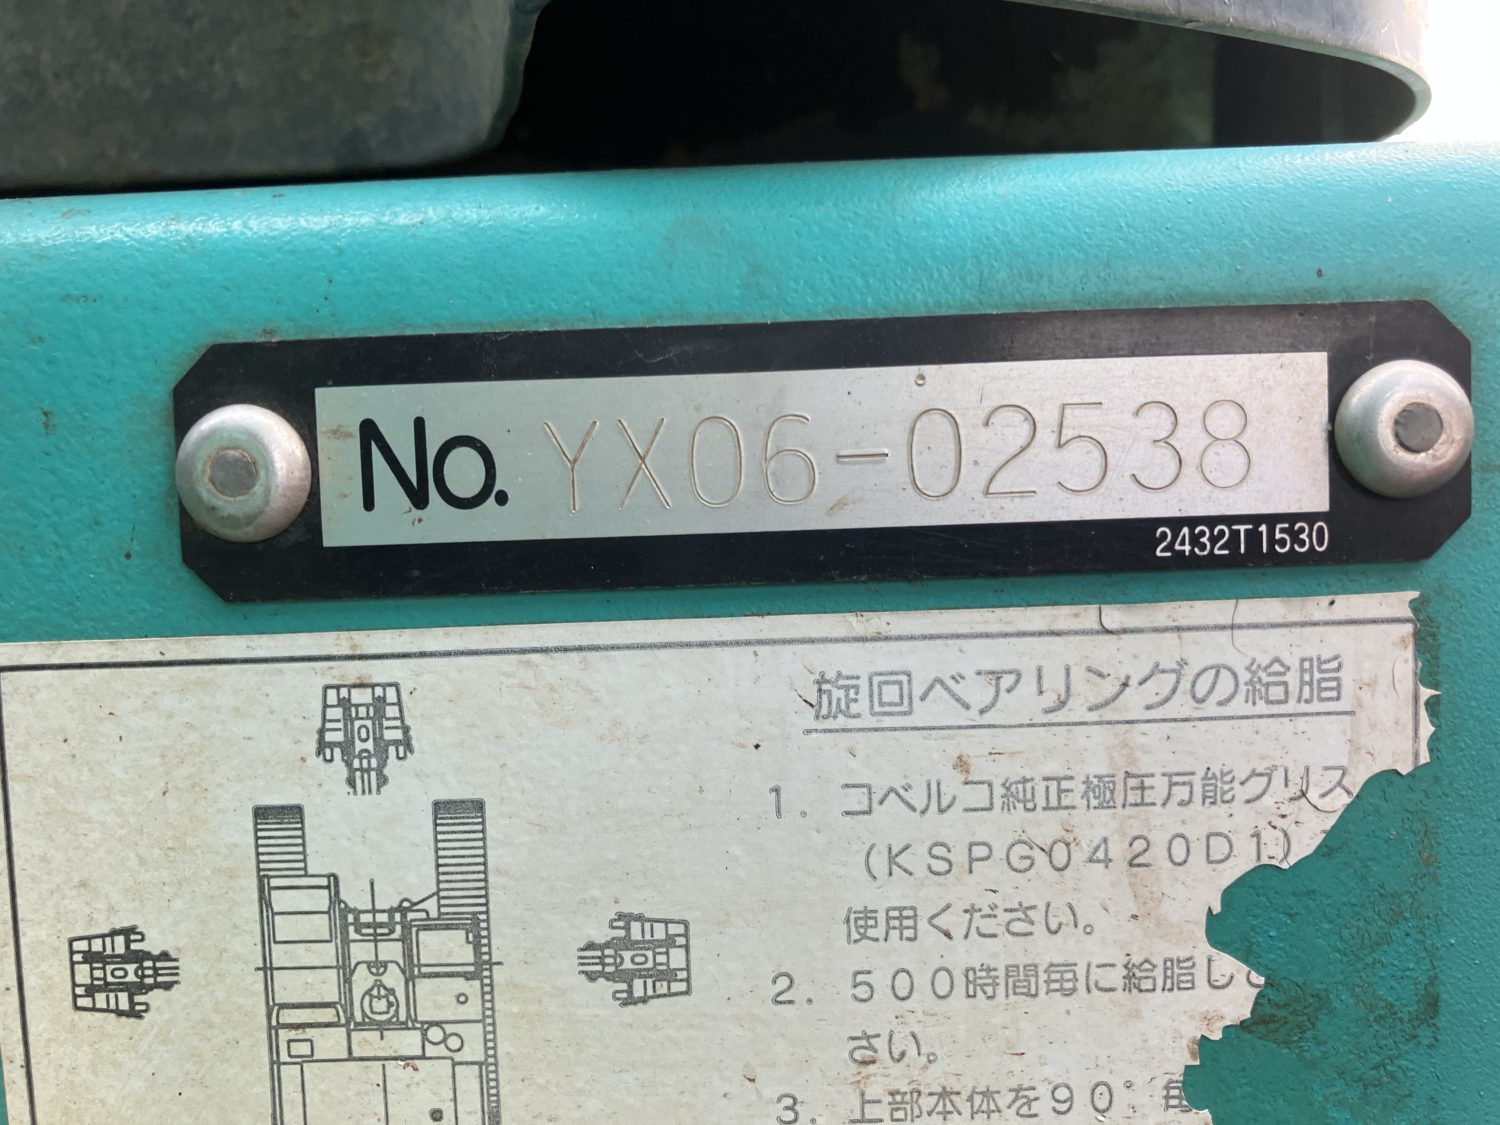 No. YX06-02538
2432T1530
旋回ベアリングの給脂
1. コベルコ純正極圧万能グリス
(KSPG0420D1)
使用ください。
2. 500時間毎に給脂し
さい。
3. 上部本体を90°毎